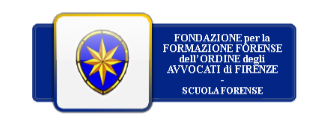 FONDAZIONE per la
FORMAZIONE FORENSE
dell'ORDINE degli
AVVOCATI di FIRENZE
-
SCUOLA FORENSE